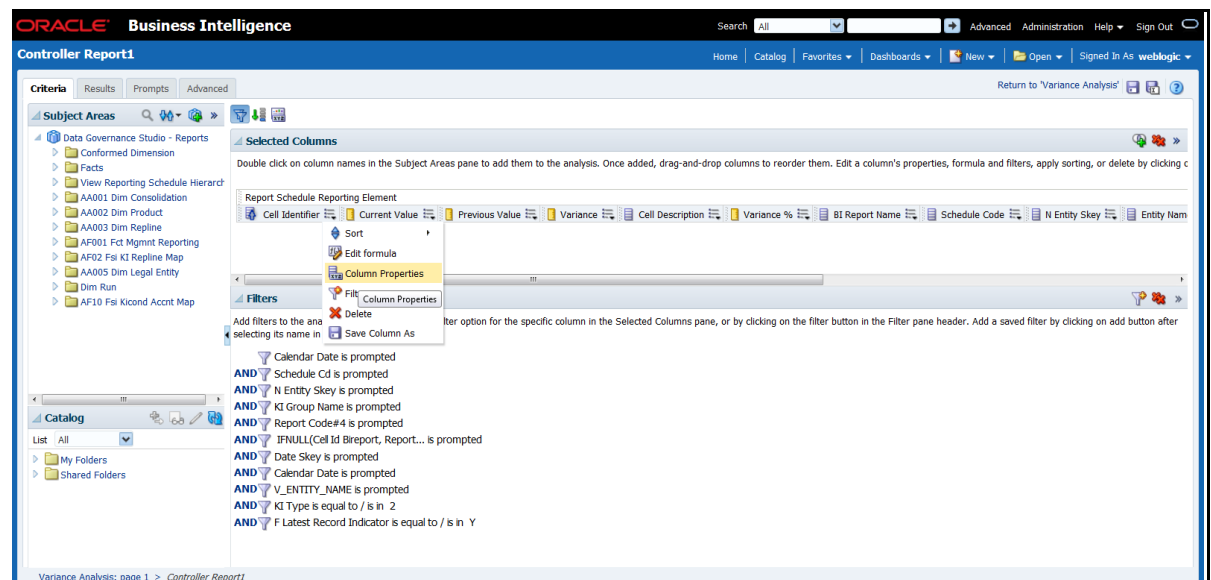 ORACLE Business Intelligence
Search All Advanced Administration Help Sign Out
Controller Report1
Home Catalog Favorites Dashboards New Open Signed In As weblogic
Criteria Results Prompts Advanced
Return to 'Variance Analysis'
Subject Areas
Data Governance Studio - Reports
Conformed Dimension
Facts
View Reporting Schedule Hierarch
AA001 Dim Consolidation
AA002 Dim Product
AA003 Dim Repline
AF001 Fct Mgmnt Reporting
AF02 Fsi KI Repline Map
AA005 Dim Legal Entity
Dim Run
AF10 Fsi Kicond Accnt Map
Catalog
List All
My Folders
Shared Folders
Selected Columns
Double click on column names in the Subject Areas pane to add them to the analysis. Once added, drag-and-drop columns to reorder them. Edit a column's properties, formula and filters, apply sorting, or delete by clicking c
Report Schedule Reporting Element
Cell Identifier Current Value Previous Value Variance Cell Description Variance % BI Report Name Schedule Code N Entity Skey Entity Nam
Sort
Edit formula
Column Properties
Filt
Column Properties
Delete
Save Column As
Filters
Add filters to the ana lter option for the specific column in the Selected Columns pane, or by clicking on the filter button in the Filter pane header. Add a saved filter by clicking on add button after
selecting its name in
Calendar Date is prompted
AND Schedule Cd is prompted
AND N Entity Skey is prompted
AND KI Group Name is prompted
AND Report Code#4 is prompted
AND IFNULL(Cell Id Bireport, Report... is prompted
AND Date Skey is prompted
AND Calendar Date is prompted
AND V_ENTITY_NAME is prompted
AND KI Type is equal to / is in 2
AND F Latest Record Indicator is equal to / is in Y
Variance Analysis: page 1 > Controller Report1